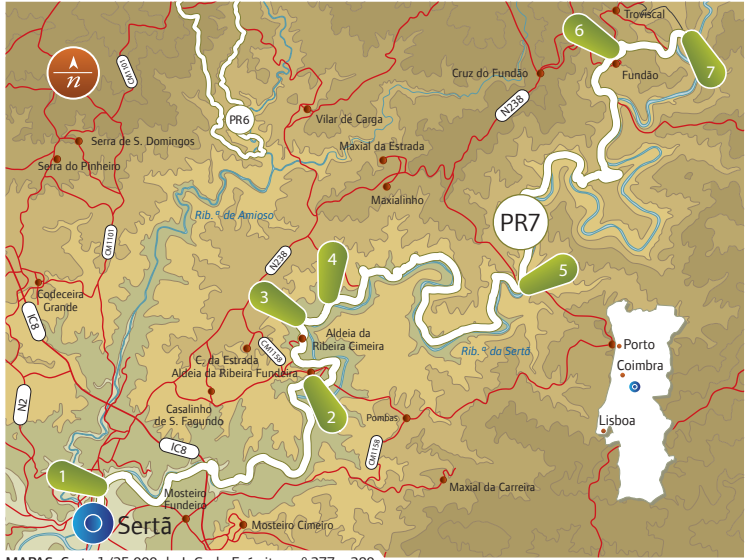 Troviscal
6
Cruz do Fundão
Fundão
7
n
CM1101
N238
PR6
Vilar de Carga
Serra de S. Domingos
Serra do Pinheiro
Maxial da Estrada
Maxialinho
Rib.ª de Amioso
PR7
CM1101
N238
4
5
Codeceira
Grande
IC8
3
Aldeia da
Ribeira Cimeira
Rib.ª da Sertã
Porto
CM1158
C. da Estrada
Aldeia da Ribeira Fundeira
Coimbra
N2
Casalinho
de S. Fagundo
2
Pombas
Lisboa
IC8
CM1158
1
Mosteiro
Fundeiro
Maxial da Carreira
Sertã
Mosteiro Cimeiro